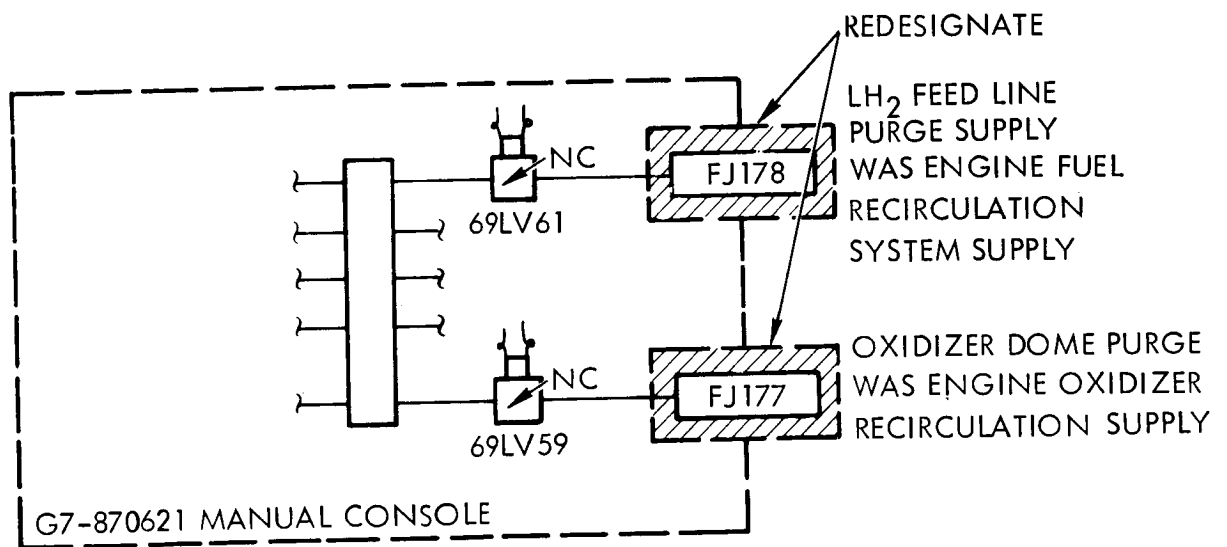 REDESIGNATE
LH2 FEED LINE
PURGE SUPPLY
WAS ENGINE FUEL
RECIRCULATION
SYSTEM SUPPLY
NC
FJ178
69LV61
OXIDIZER DOME PURGE
WAS ENGINE OXIDIZER
RECIRCULATION SUPPLY
NC
FJ177
69LV59
G7-870621 MANUAL CONSOLE